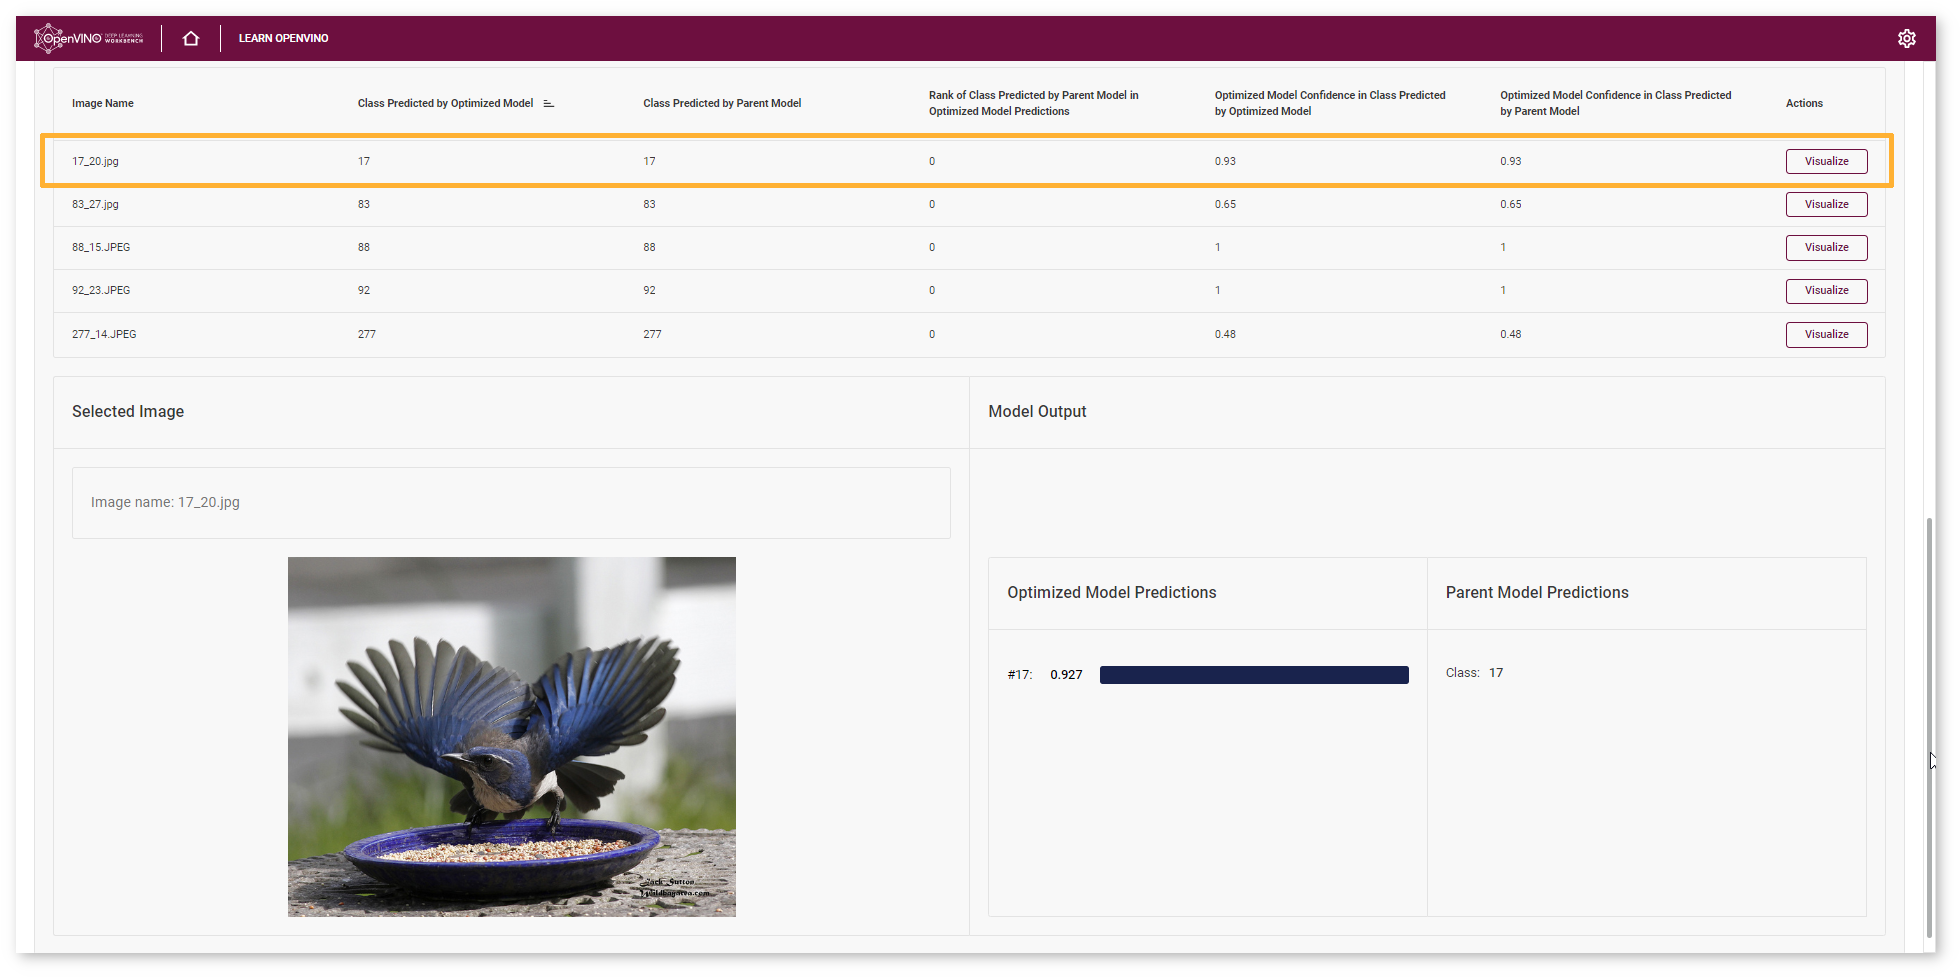 OpenVINO DEEP LEARNING WORKBENCH LEARN OPENVINO
Image Name Class Predicted by Optimized Model Class Predicted by Parent Model Rank of Class Predicted by Parent Model in Optimized Model Predictions Optimized Model Confidence in Class Predicted by Optimized Model Optimized Model Confidence in Class Predicted by Parent Model Actions
17_20.jpg 17 17 0 0.93 0.93 Visualize
83_27.jpg 83 83 0 0.65 0.65 Visualize
88_15.JPEG 88 88 0 1 1 Visualize
92_23.JPEG 92 92 0 1 1 Visualize
277_14.JPEG 277 277 0 0.48 0.48 Visualize
Selected Image
Image name: 17_20.jpg
Jack Sutton
Model Output
Optimized Model Predictions Parent Model Predictions
#17: 0.927 Class: 17